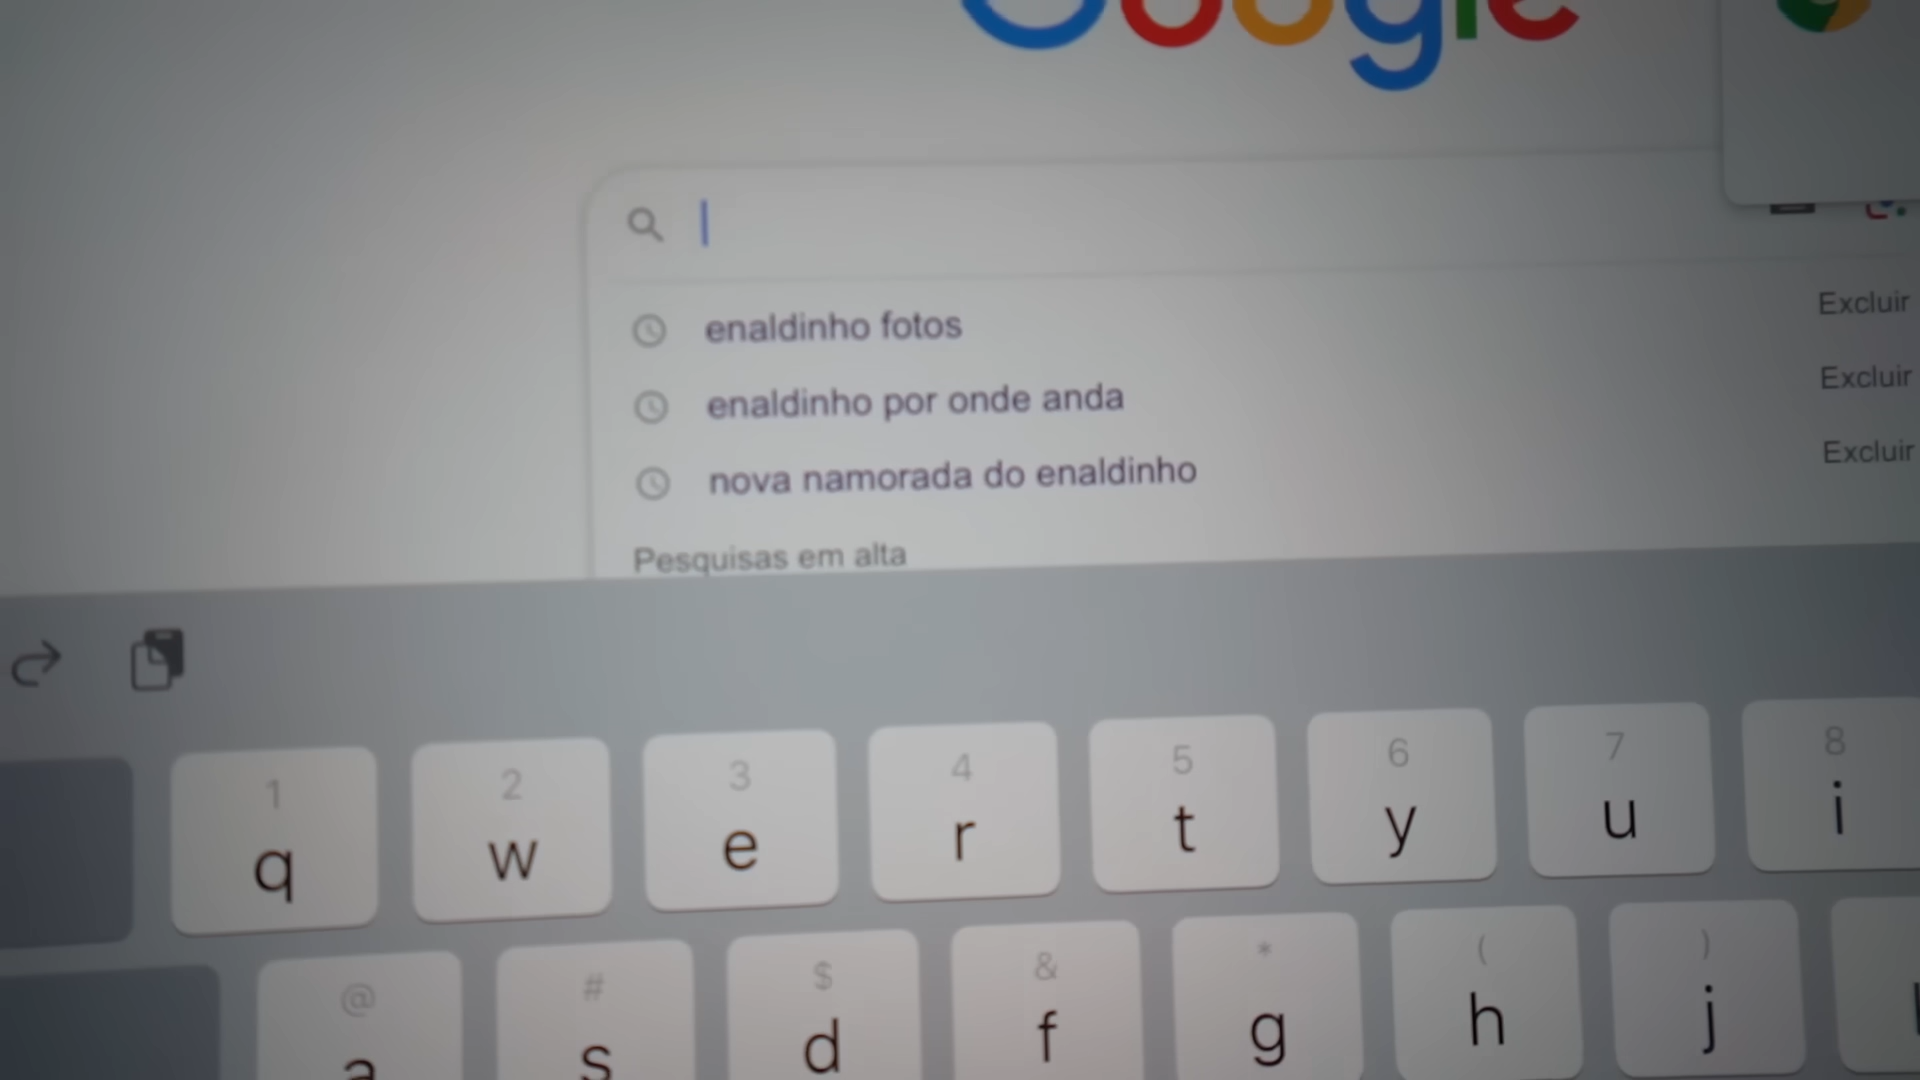 Google
enaldinho fotos
Excluir
enaldinho por onde anda
Excluir
nova namorada do enaldinho
Excluir
Pesquisas em alta
1 2 3 4 5 6 7 8
q w e r t y u i
@ # $ & * ( )
a s d f g h j